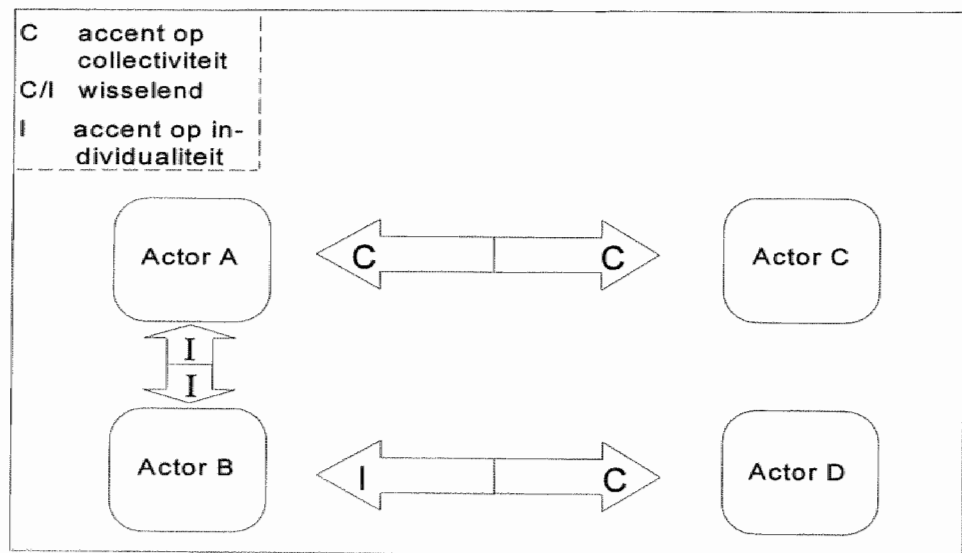 C accent op
collectiviteit
C/I wisselend
I accent op in-
dividualiteit
Actor A
C
C
Actor C
I
I
Actor B
I
C
Actor D